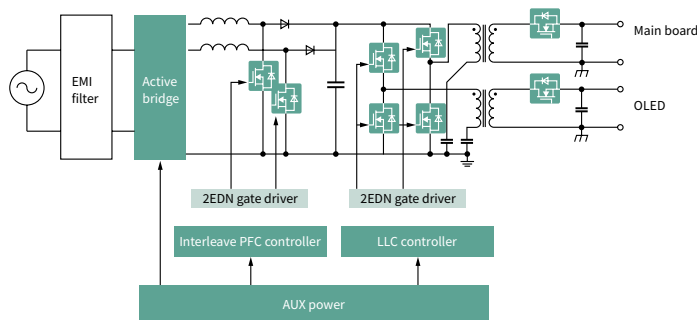 EMI
filter
Active
bridge
Main board
OLED
2EDN gate driver
2EDN gate driver
Interleave PFC controller
LLC controller
AUX power